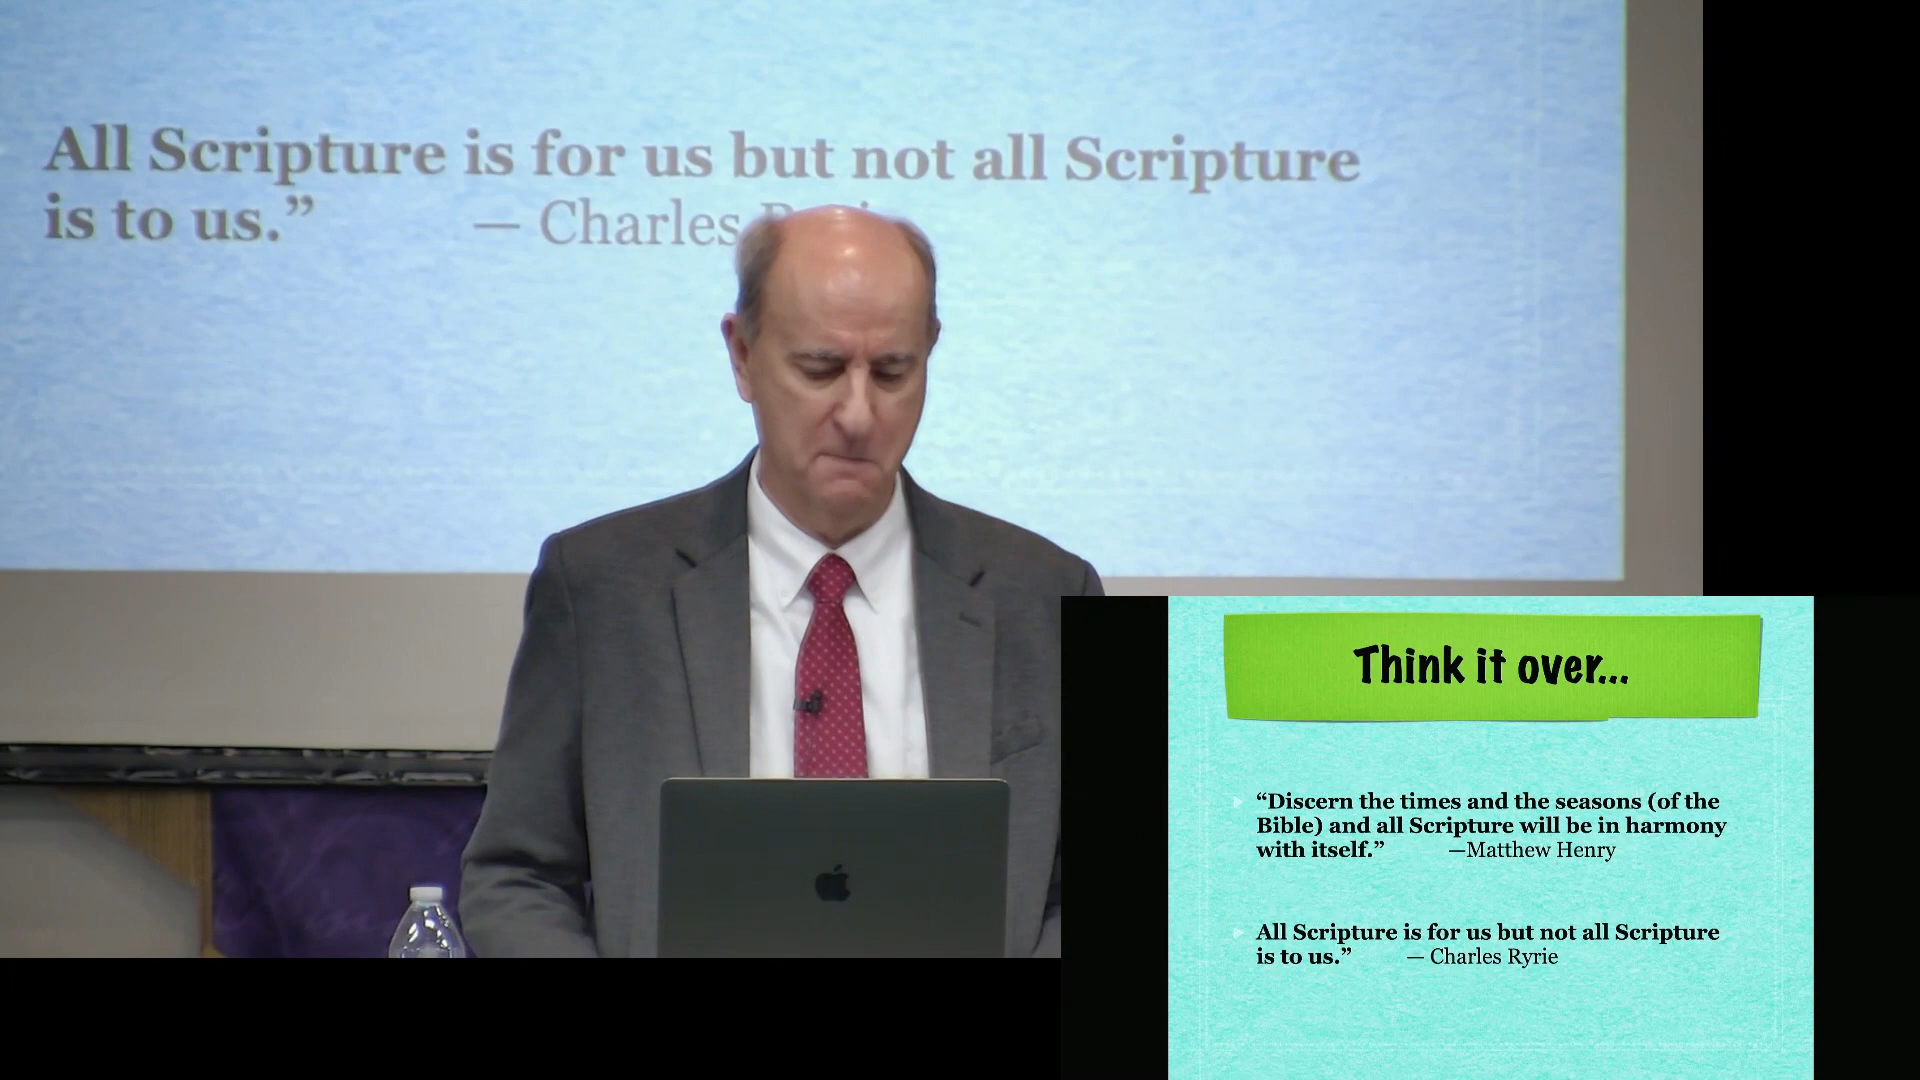 All Scripture is for us but not all Scripture
is to us.” — Charles
Think it over...
“Discern the times and the seasons (of the
Bible) and all Scripture will be in harmony
with itself.” —Matthew Henry
All Scripture is for us but not all Scripture
is to us.” — Charles Ryrie